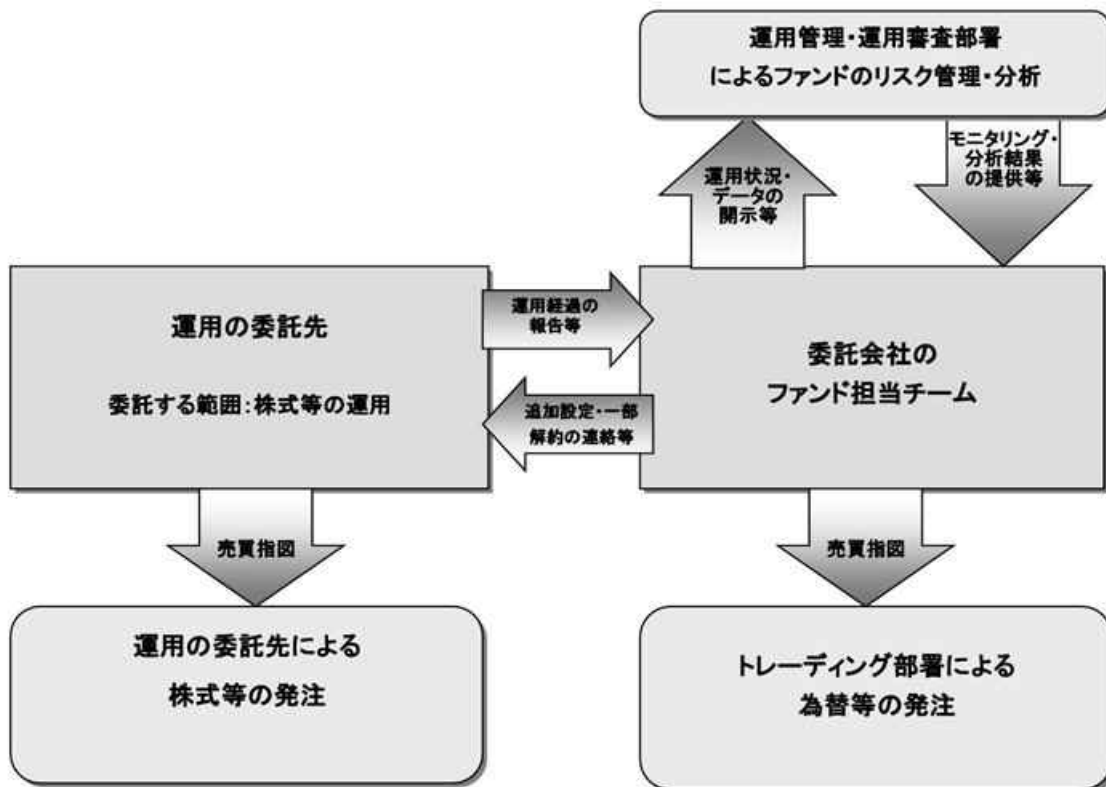 運用管理・運用審査部署
によるファンドのリスク管理・分析
運用状況・
データの
開示等
モニタリング・
分析結果
の提供等
運用の委託先
委託する範囲:株式等の運用
運用経過の
報告等
追加設定・一部
解約の連絡等
委託会社の
ファンド担当チーム
売買指図
売買指図
運用の委託先による
株式等の発注
トレーディング部署による
為替等の発注